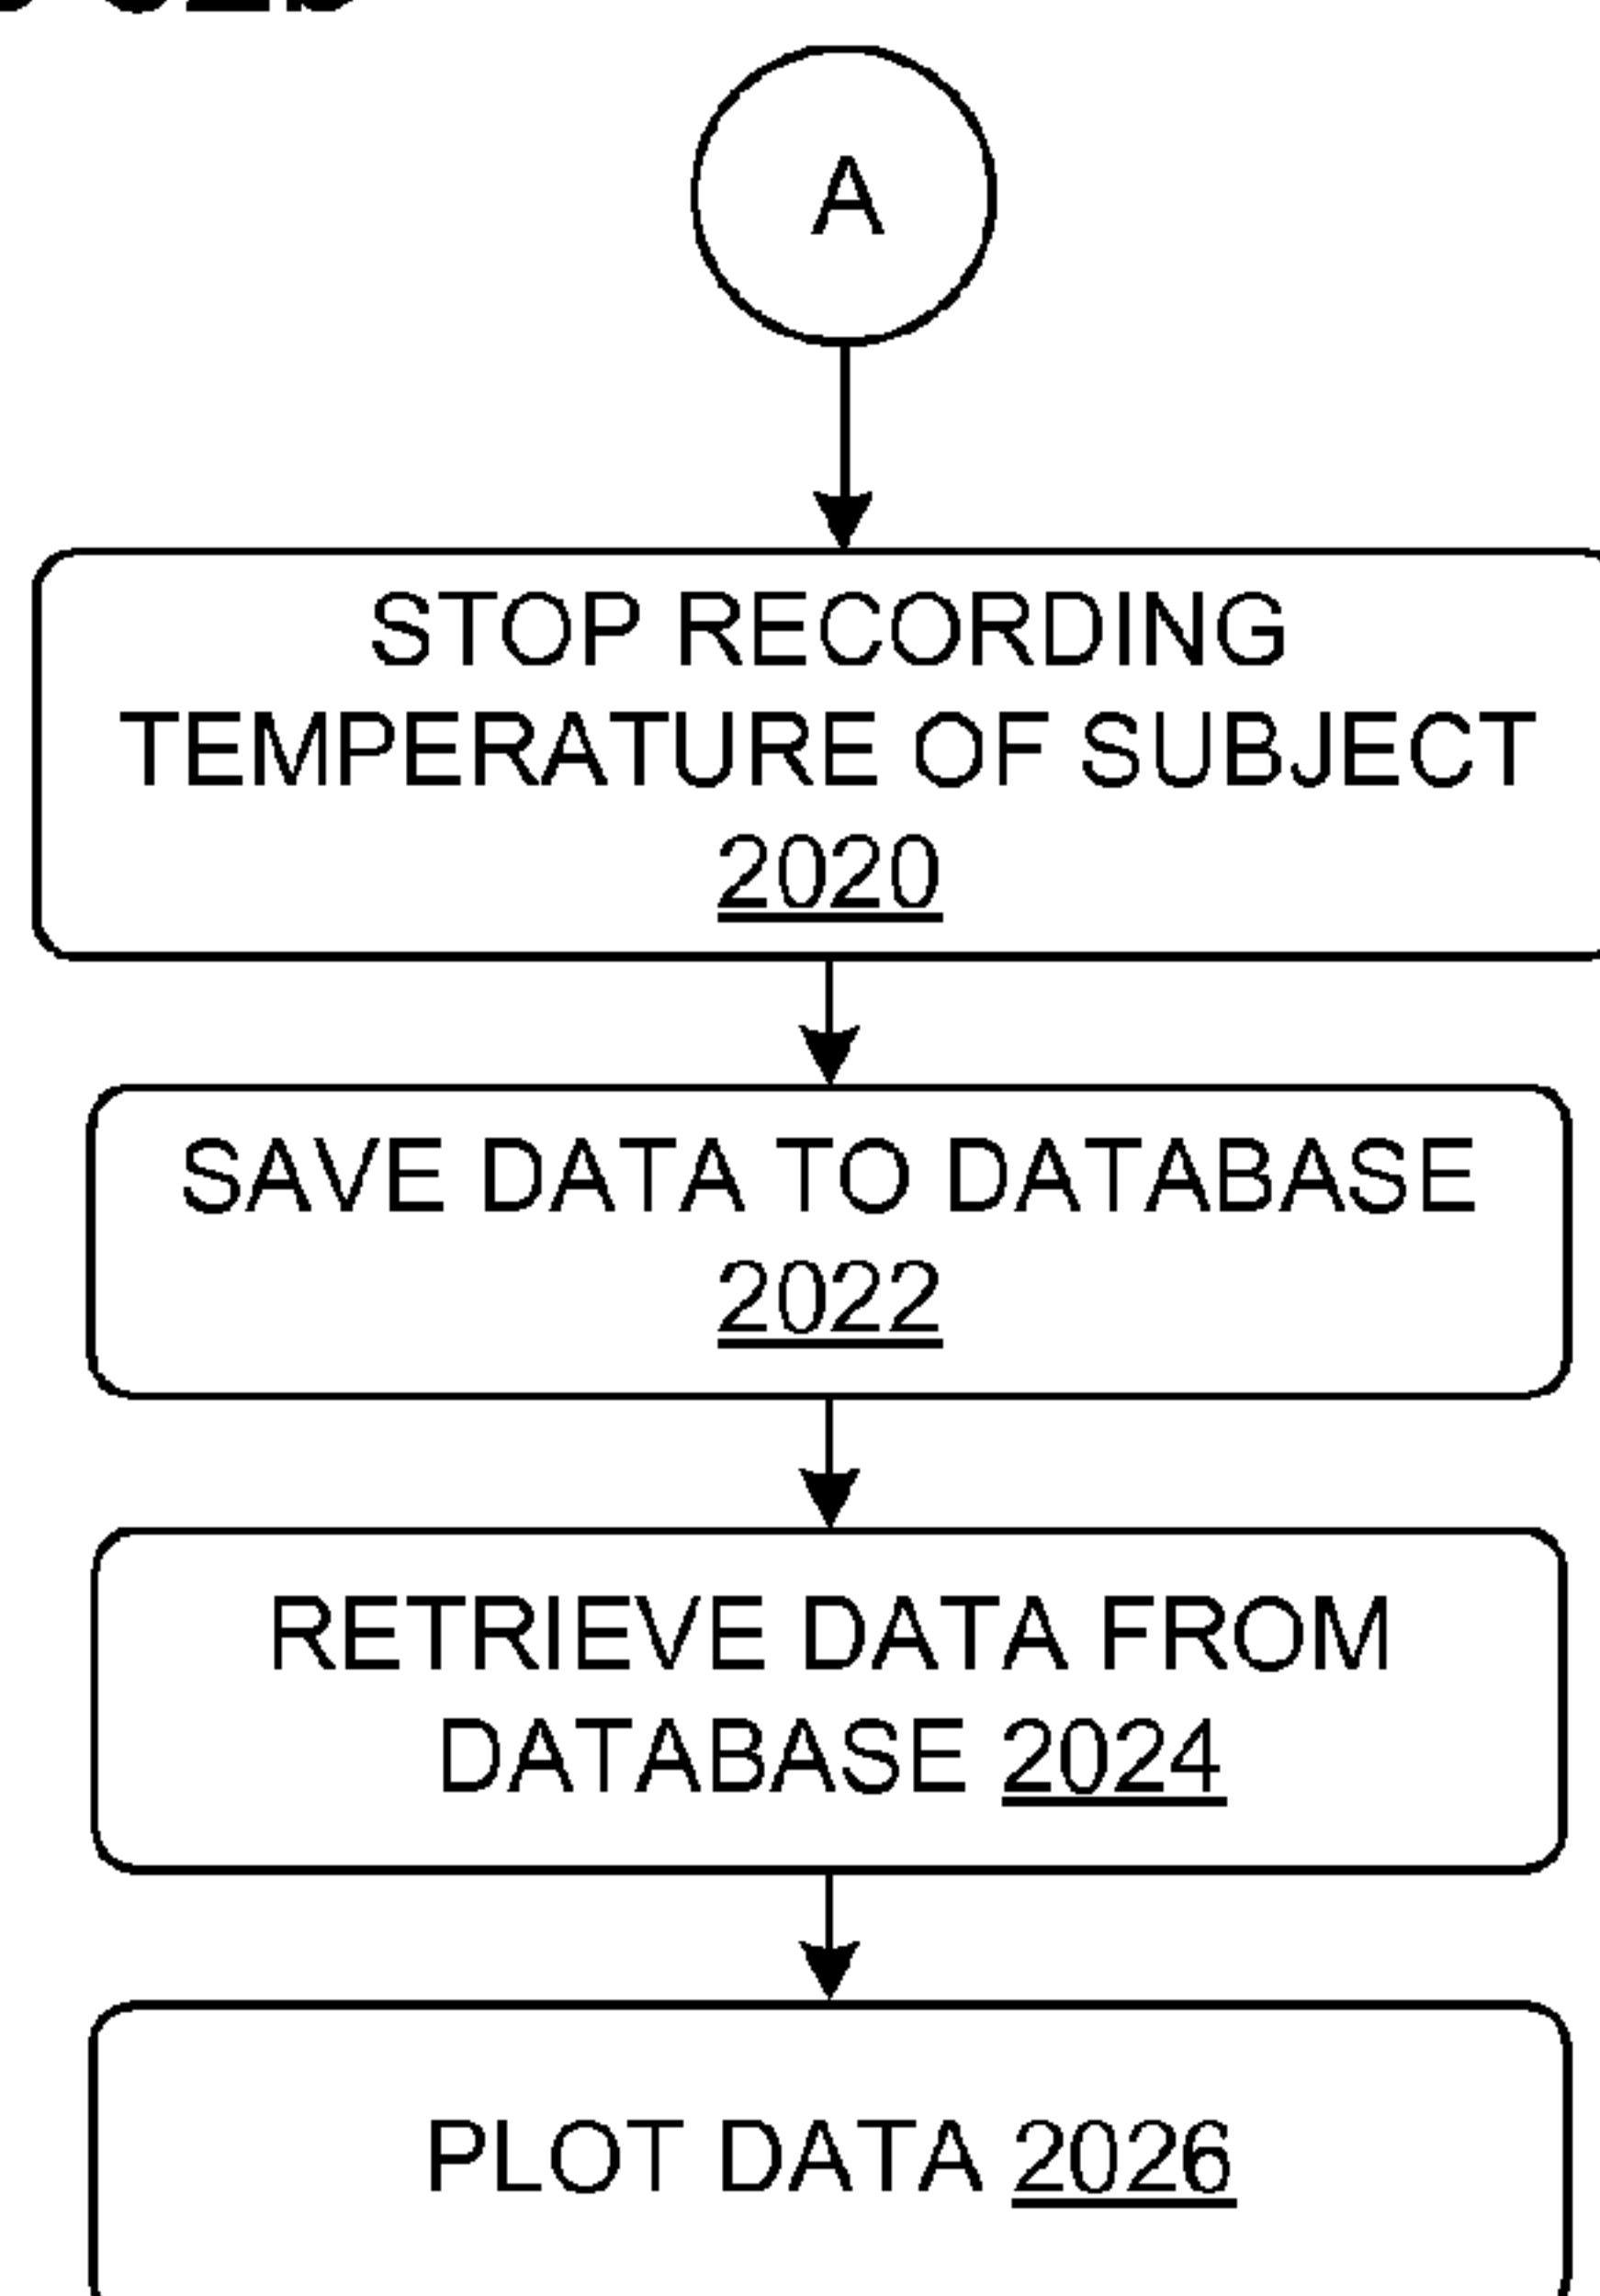 A
STOP RECORDING
TEMPERATURE OF SUBJECT
2020
SAVE DATA TO DATABASE
2022
RETRIEVE DATA FROM
DATABASE 2024
PLOT DATA 2026